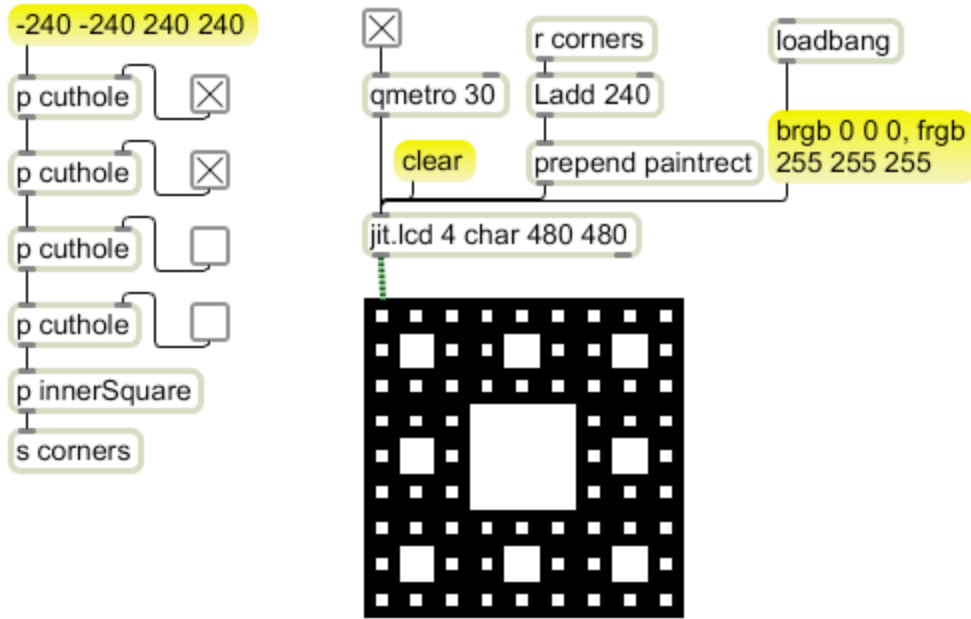 -240 -240 240 240
p cuthole
p cuthole
p cuthole
p cuthole
p innerSquare
s corners
qmetro 30
clear
r corners
Ladd 240
prepend paintrect
loadbang
brgb 0 0 0, frgb
255 255 255
jit.lcd 4 char 480 480